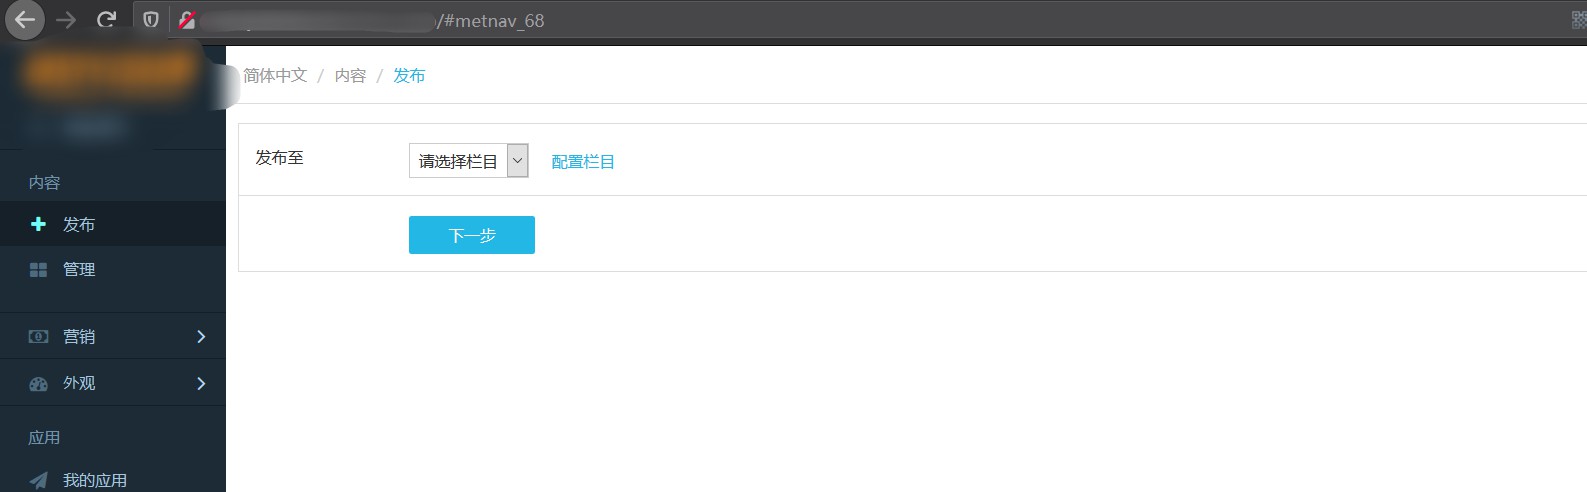 /#metnav_68
简体中文 / 内容 / 发布
发布至 请选择栏目 配置栏目
下一步
内容
发布
管理
营销
外观
应用
我的应用